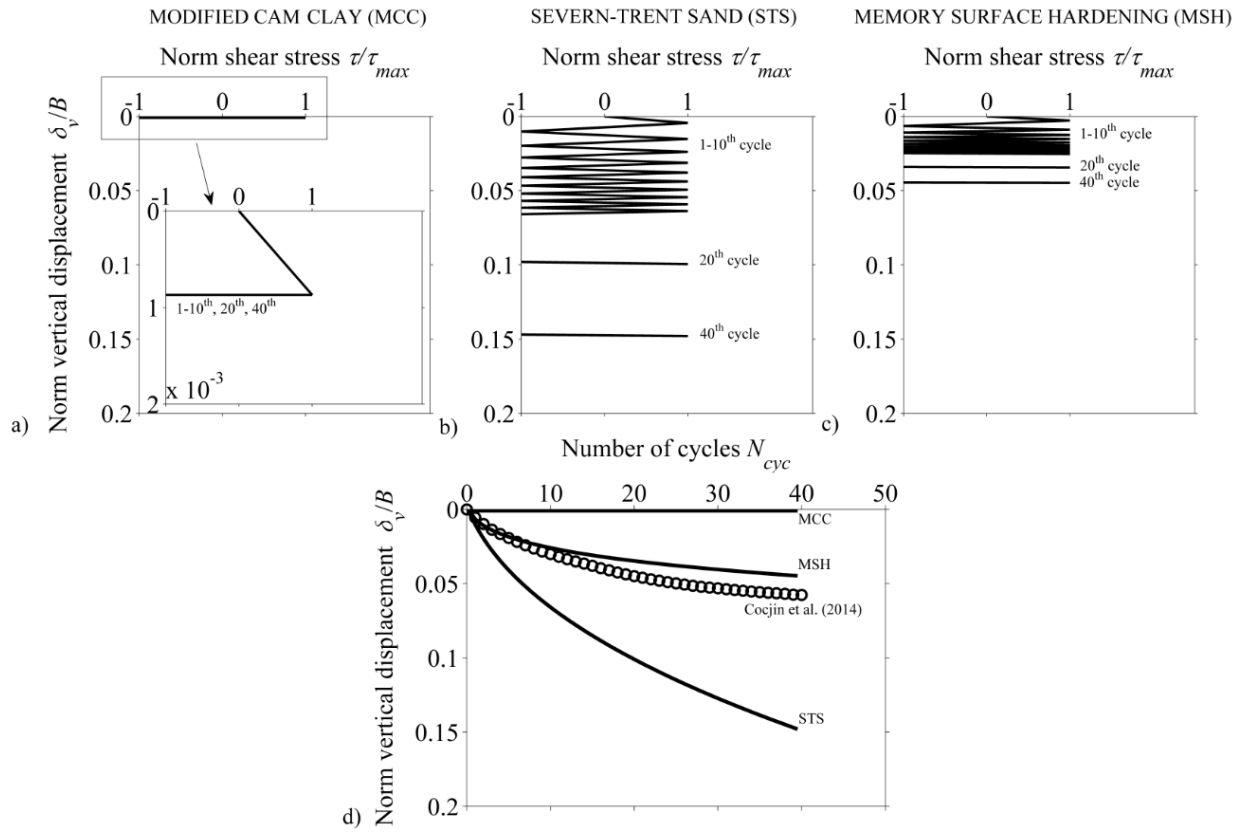 MODIFIED CAM CLAY (MCC)
SEVERN-TRENT SAND (STS)
MEMORY SURFACE HARDENING (MSH)
Norm shear stress τ/τmax
Norm shear stress τ/τmax
Norm shear stress τ/τmax
-1 0 1
-1 0 1
-1 0 1
Norm vertical displacement δv/B
0
0.05
0.1
0.15
0.2
-1 0 1
0
1
2
x 10-3
1-10th, 20th, 40th
a)
0
0.05
0.1
0.15
0.2
1-10th cycle
20th cycle
40th cycle
b)
0
0.05
0.1
0.15
0.2
1-10th cycle
20th cycle
40th cycle
c)
Number of cycles Ncyc
0 10 20 30 40 50
Norm vertical displacement δv/B
0
0.05
0.1
0.15
0.2
MCC
MSH
Cocjin et al. (2014)
STS
d)